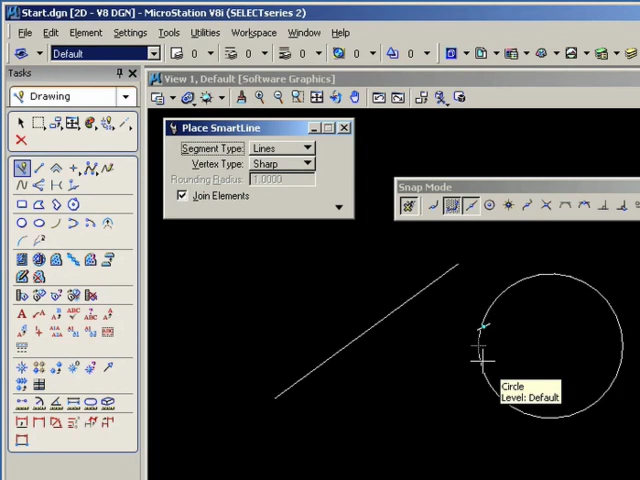 Start.dgn [2D - V8 DGN] - MicroStation V8i (SELECTseries 2)
File Edit Element Settings Tools Utilities Workspace Window Help
Default 0 0 0 0 0
Tasks
View 1, Default [Software Graphics]
Drawing
Place SmartLine
Segment Type: Lines
Vertex Type: Sharp
Rounding Radius: 1.0000
Join Elements
Snap Mode
Circle
Level: Default